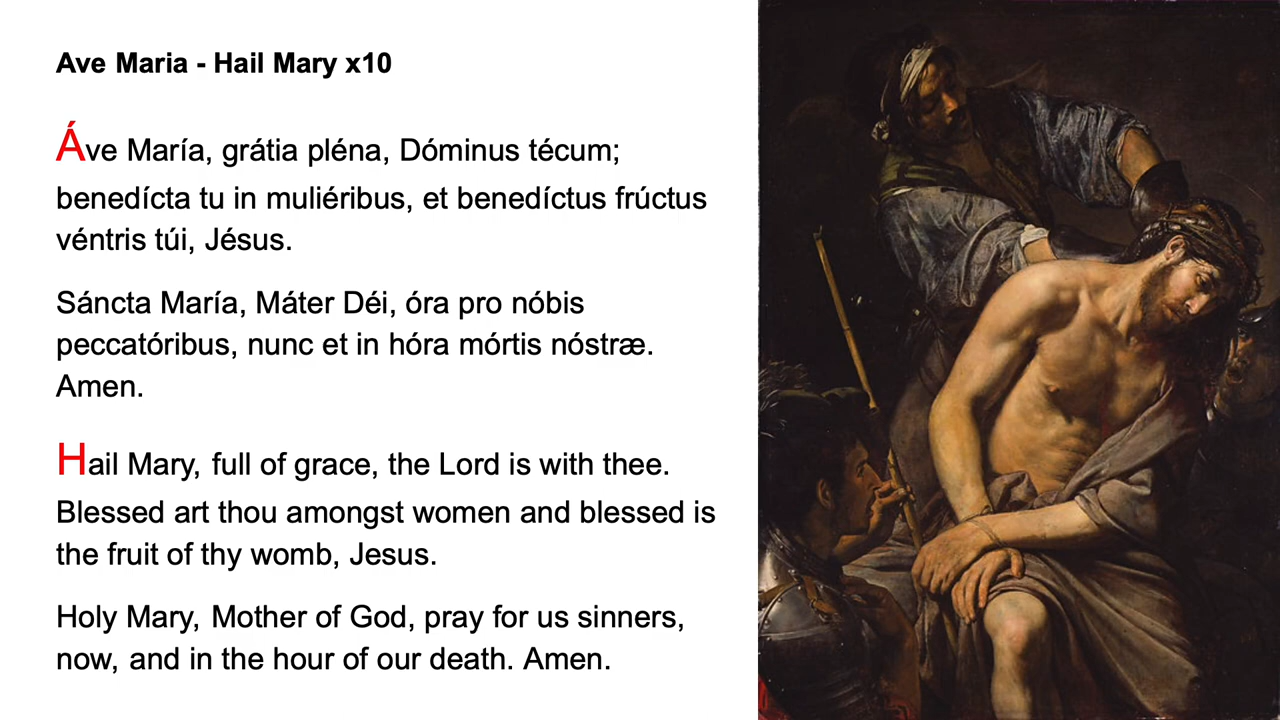 Ave Maria - Hail Mary x10
Áve María, grátia pléna, Dóminus técum;
benedícta tu in muliéribus, et benedíctus frúctus
véntris túi, Jésus.
Sáncta María, Máter Déi, óra pro nóbis
peccatóribus, nunc et in hóra mórtis nóstræ.
Amen.
Hail Mary, full of grace, the Lord is with thee.
Blessed art thou amongst women and blessed is
the fruit of thy womb, Jesus.
Holy Mary, Mother of God, pray for us sinners,
now, and in the hour of our death. Amen.